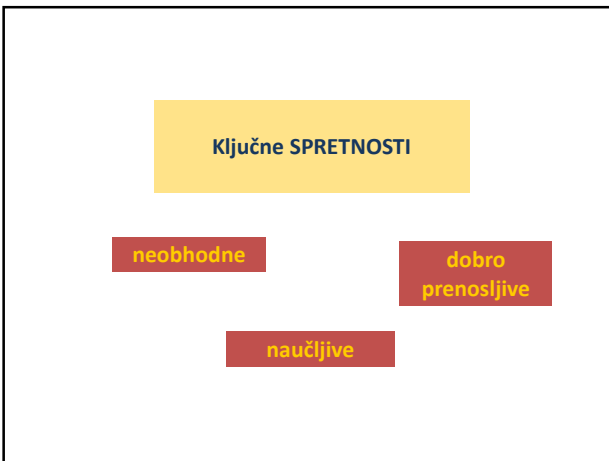 Ključne SPRETNOSTI
neobhodne
dobro
prenosljive
naučljive